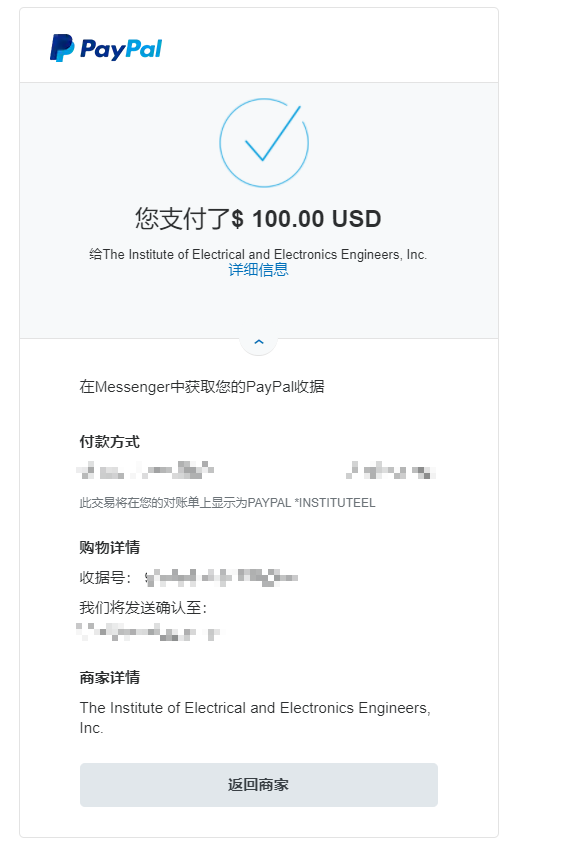 PayPal
您支付了$ 100.00 USD
给The Institute of Electrical and Electronics Engineers, Inc.
详细信息
在Messenger中获取您的PayPal收据
付款方式
此交易将在您的对账单上显示为PAYPAL *INSTITUTEEL
购物详情
收据号：
我们将发送确认至：
商家详情
The Institute of Electrical and Electronics Engineers,
Inc.
返回商家